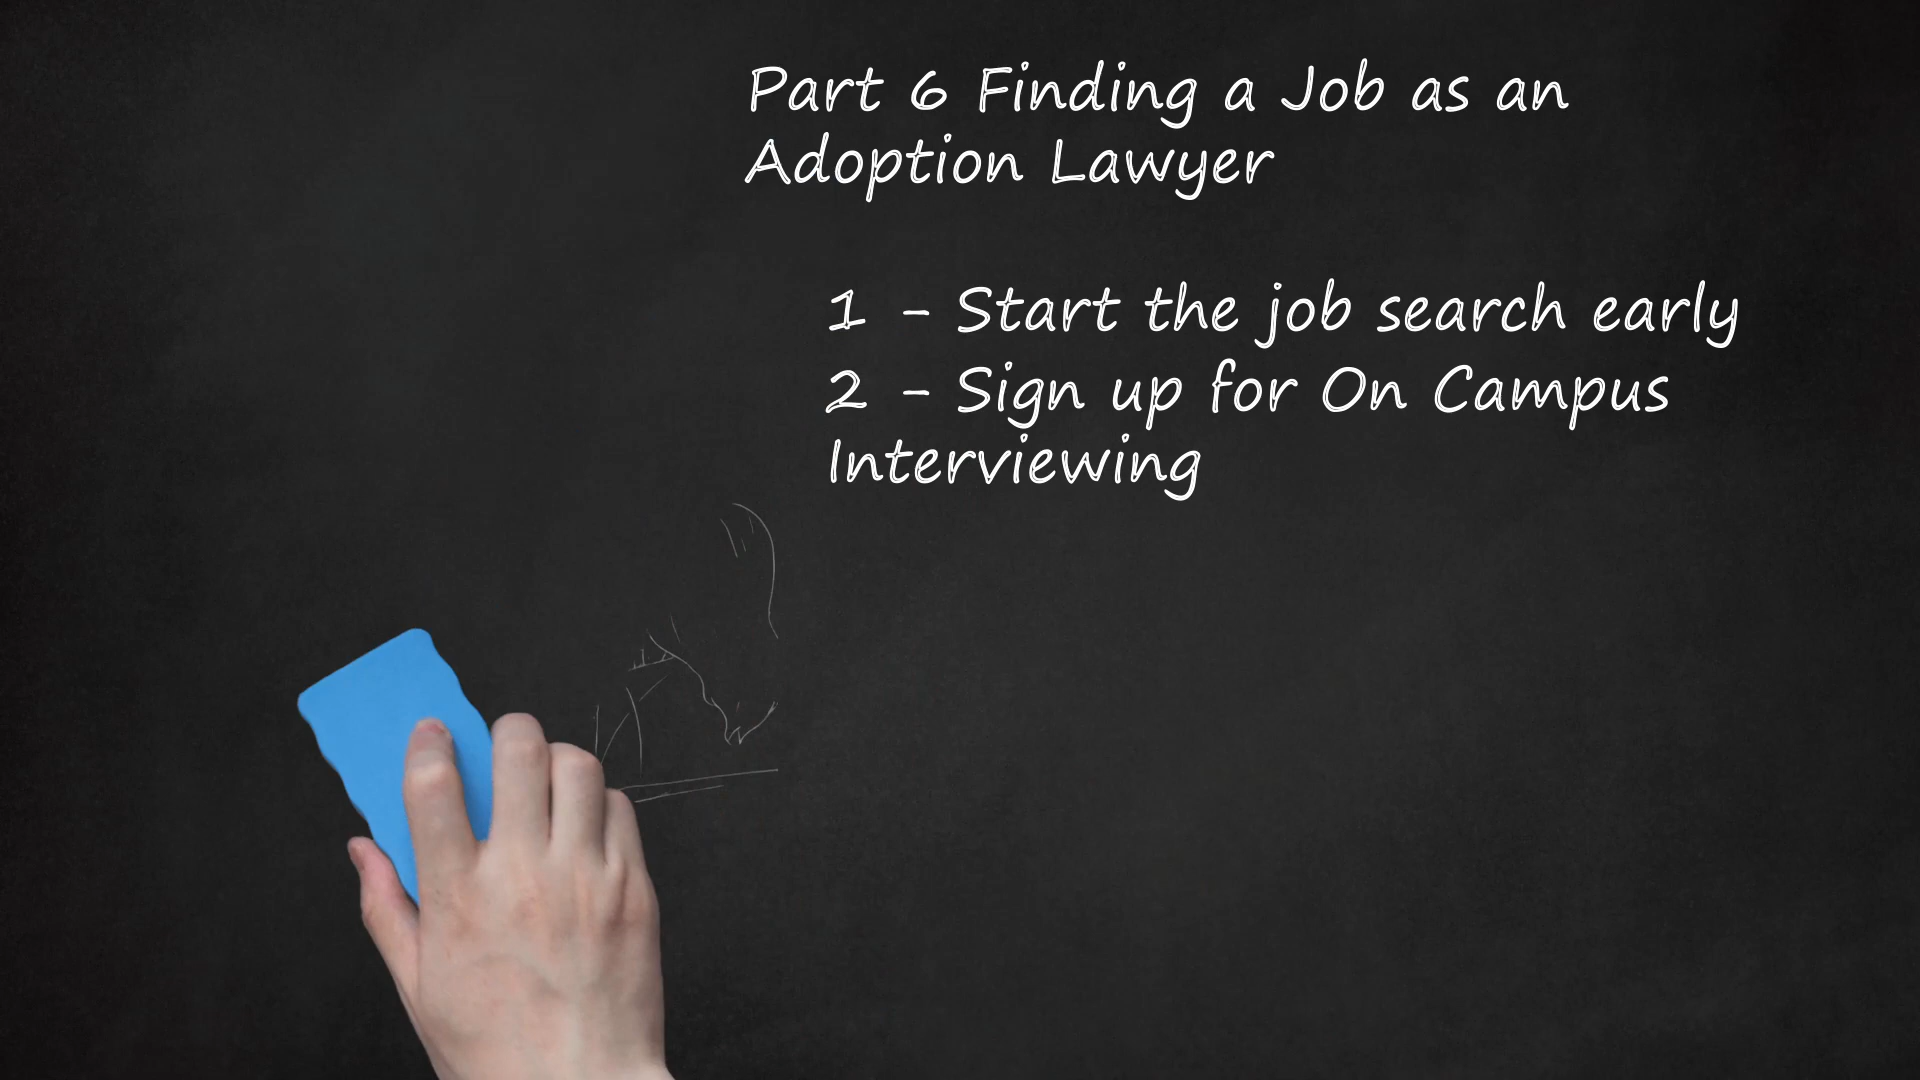 Part 6 Finding a Job as an
Adoption Lawyer
1 - Start the job search early
2 - Sign up for On Campus
Interviewing